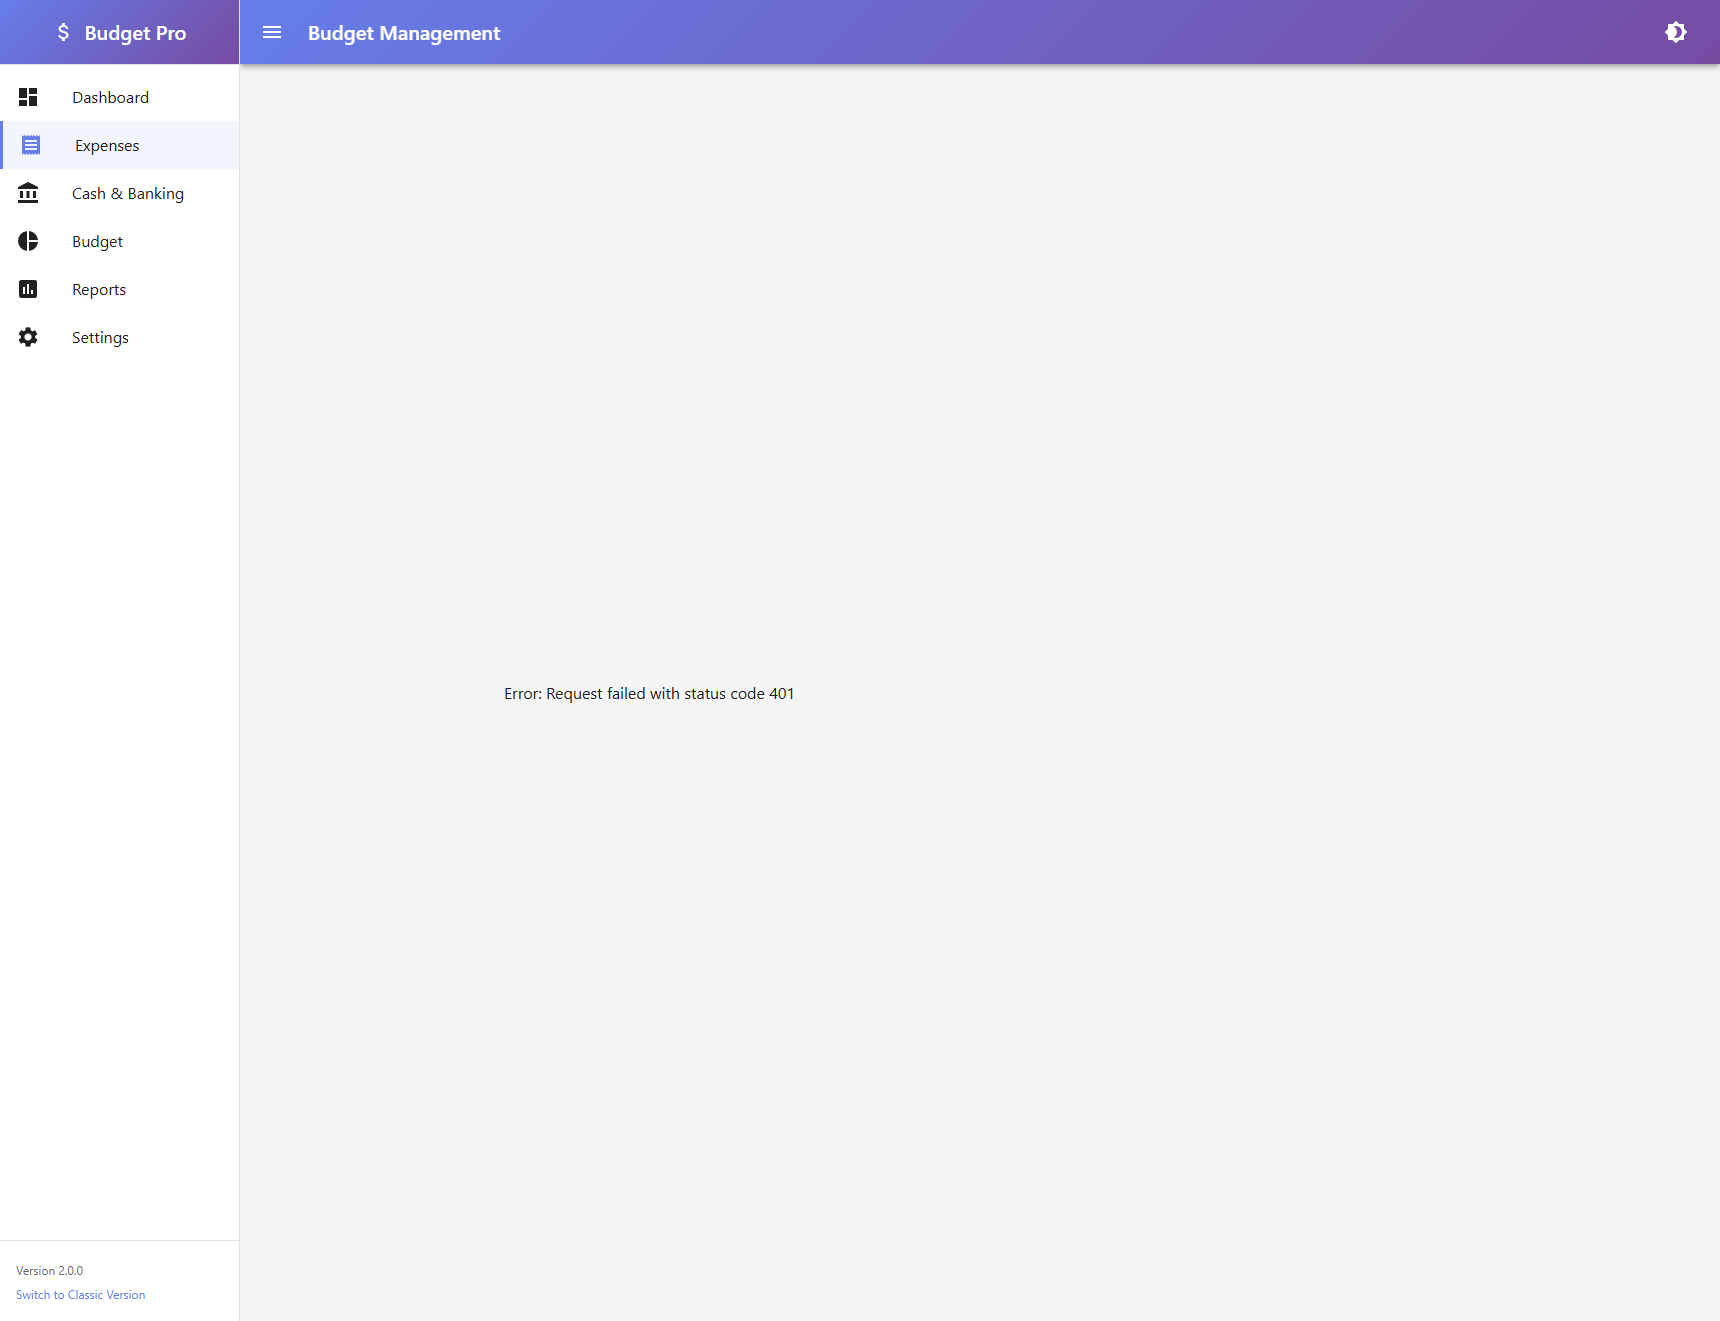 $ Budget Pro
Budget Management
Dashboard
Expenses
Cash & Banking
Budget
Reports
Settings
Error: Request failed with status code 401
Version 2.0.0
Switch to Classic Version